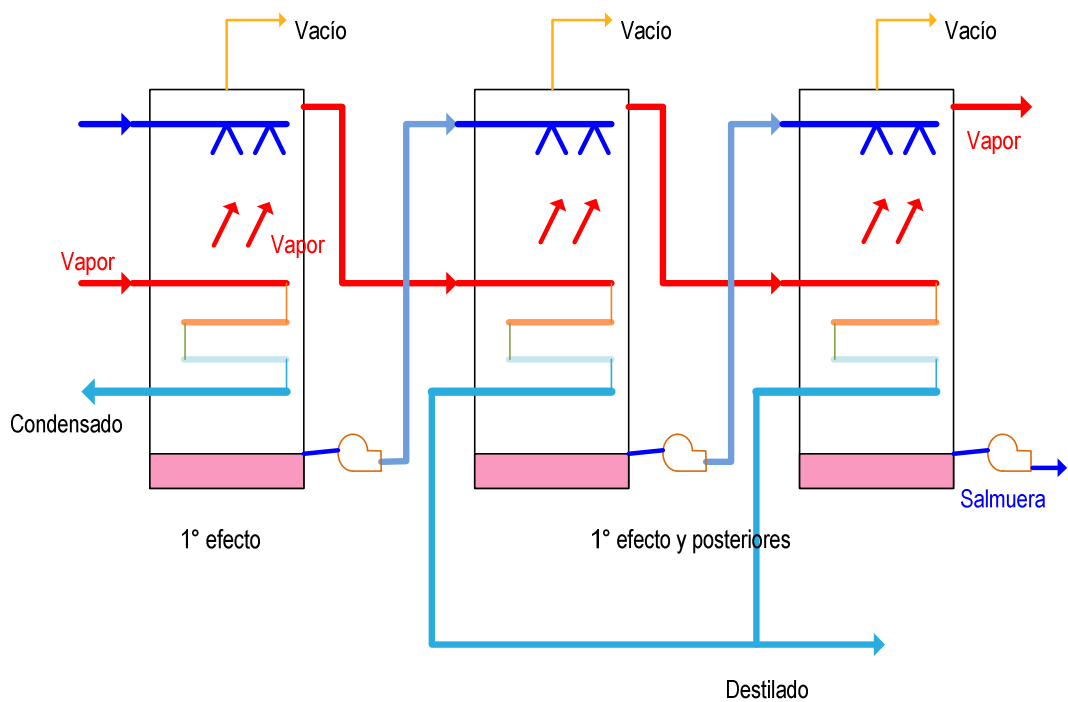 Vacío
Vacío
Vacío
Vapor
Vapor
Vapor
Condensado
Salmuera
1° efecto
1° efecto y posteriores
Destilado